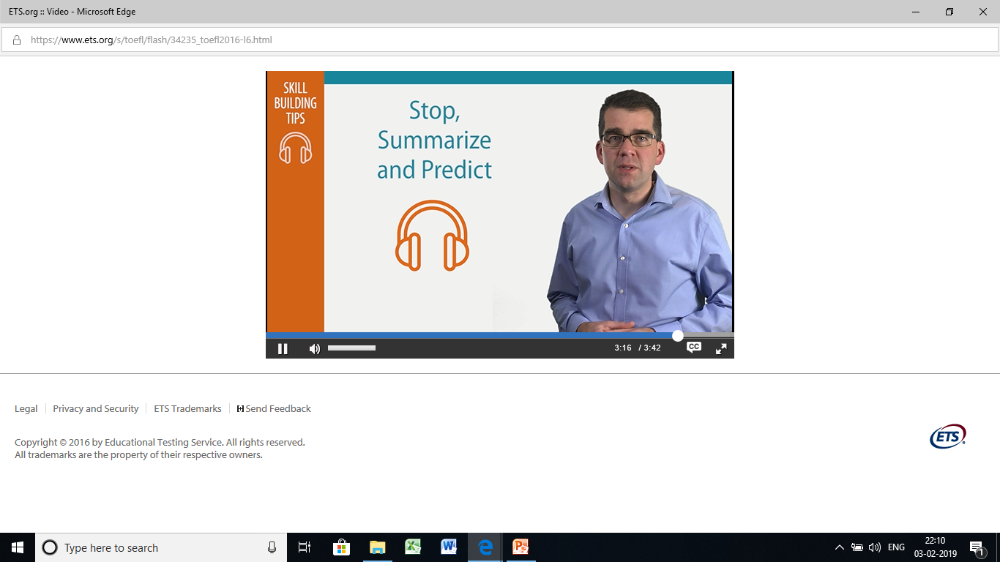 ETS.org :: Video - Microsoft Edge
https://www.ets.org/s/toefl/flash/34235_toefl2016-l6.html
SKILL
BUILDING
TIPS
Stop,
Summarize
and Predict
3:16 / 3:42
CC
Legal Privacy and Security ETS Trademarks Send Feedback
Copyright © 2016 by Educational Testing Service. All rights reserved.
All trademarks are the property of their respective owners.
ETS®
Type here to search
ENG
22:10
03-02-2019
1